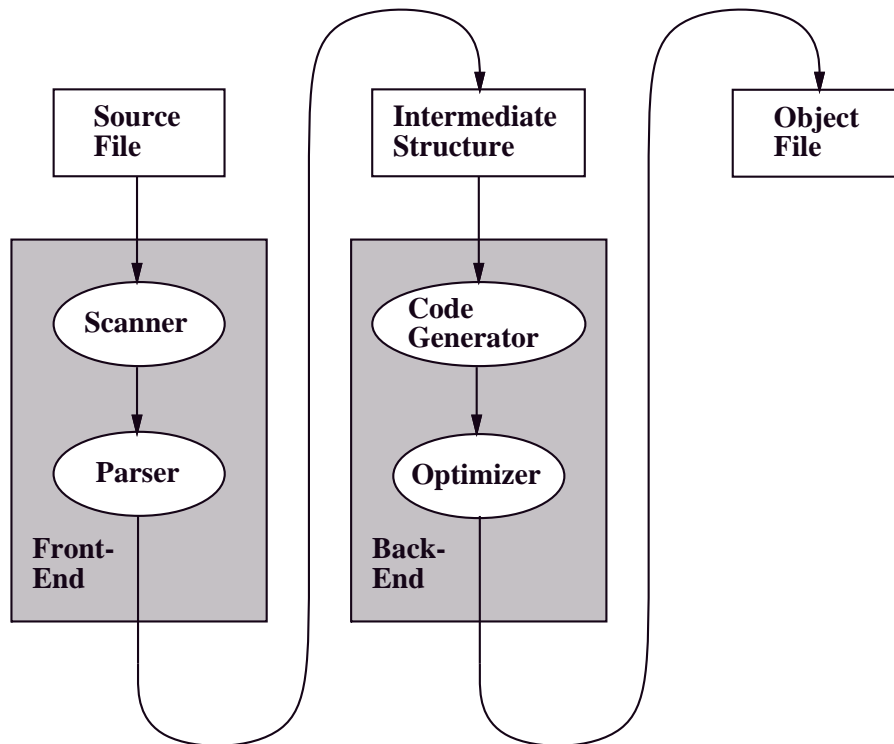 Source
File
Intermediate
Structure
Object
File
Scanner
Code
Generator
Parser
Optimizer
Front-
End
Back-
End